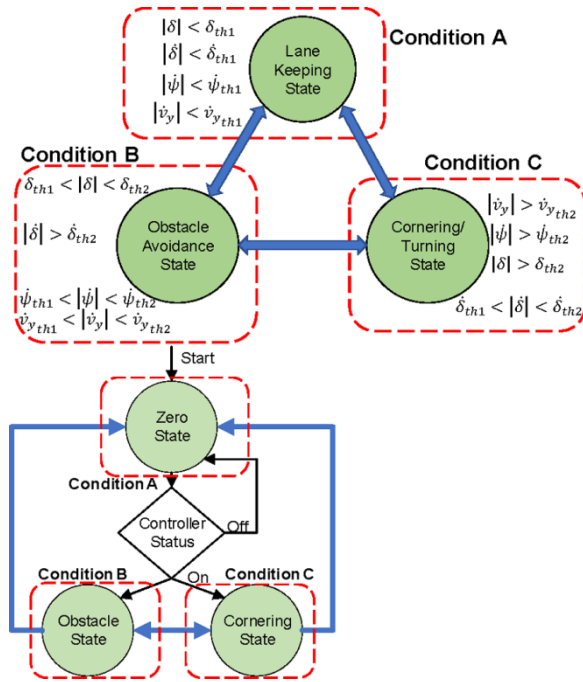 |δ| < δ_th1
|δ̇| < δ̇_th1
|ψ̇| < ψ̇_th1
|v̇_y| < v̇_y_th1
Lane
Keeping
State
Condition A
Condition B
δ_th1 < |δ| < δ_th2
|δ̇| > δ̇_th2
ψ̇_th1 < |ψ̇| < ψ̇_th2
v̇_y_th1 < |v̇_y| < v̇_y_th2
Obstacle
Avoidance
State
Condition C
Cornering/
Turning
State
|v̇_y| > v̇_y_th2
|ψ̇| > ψ̇_th2
|δ| > δ_th2
δ̇_th1 < |δ̇| < δ̇_th2
Start
Zero
State
Condition A
Controller
Status
Off
On
Condition B
Condition C
Obstacle
State
Cornering
State